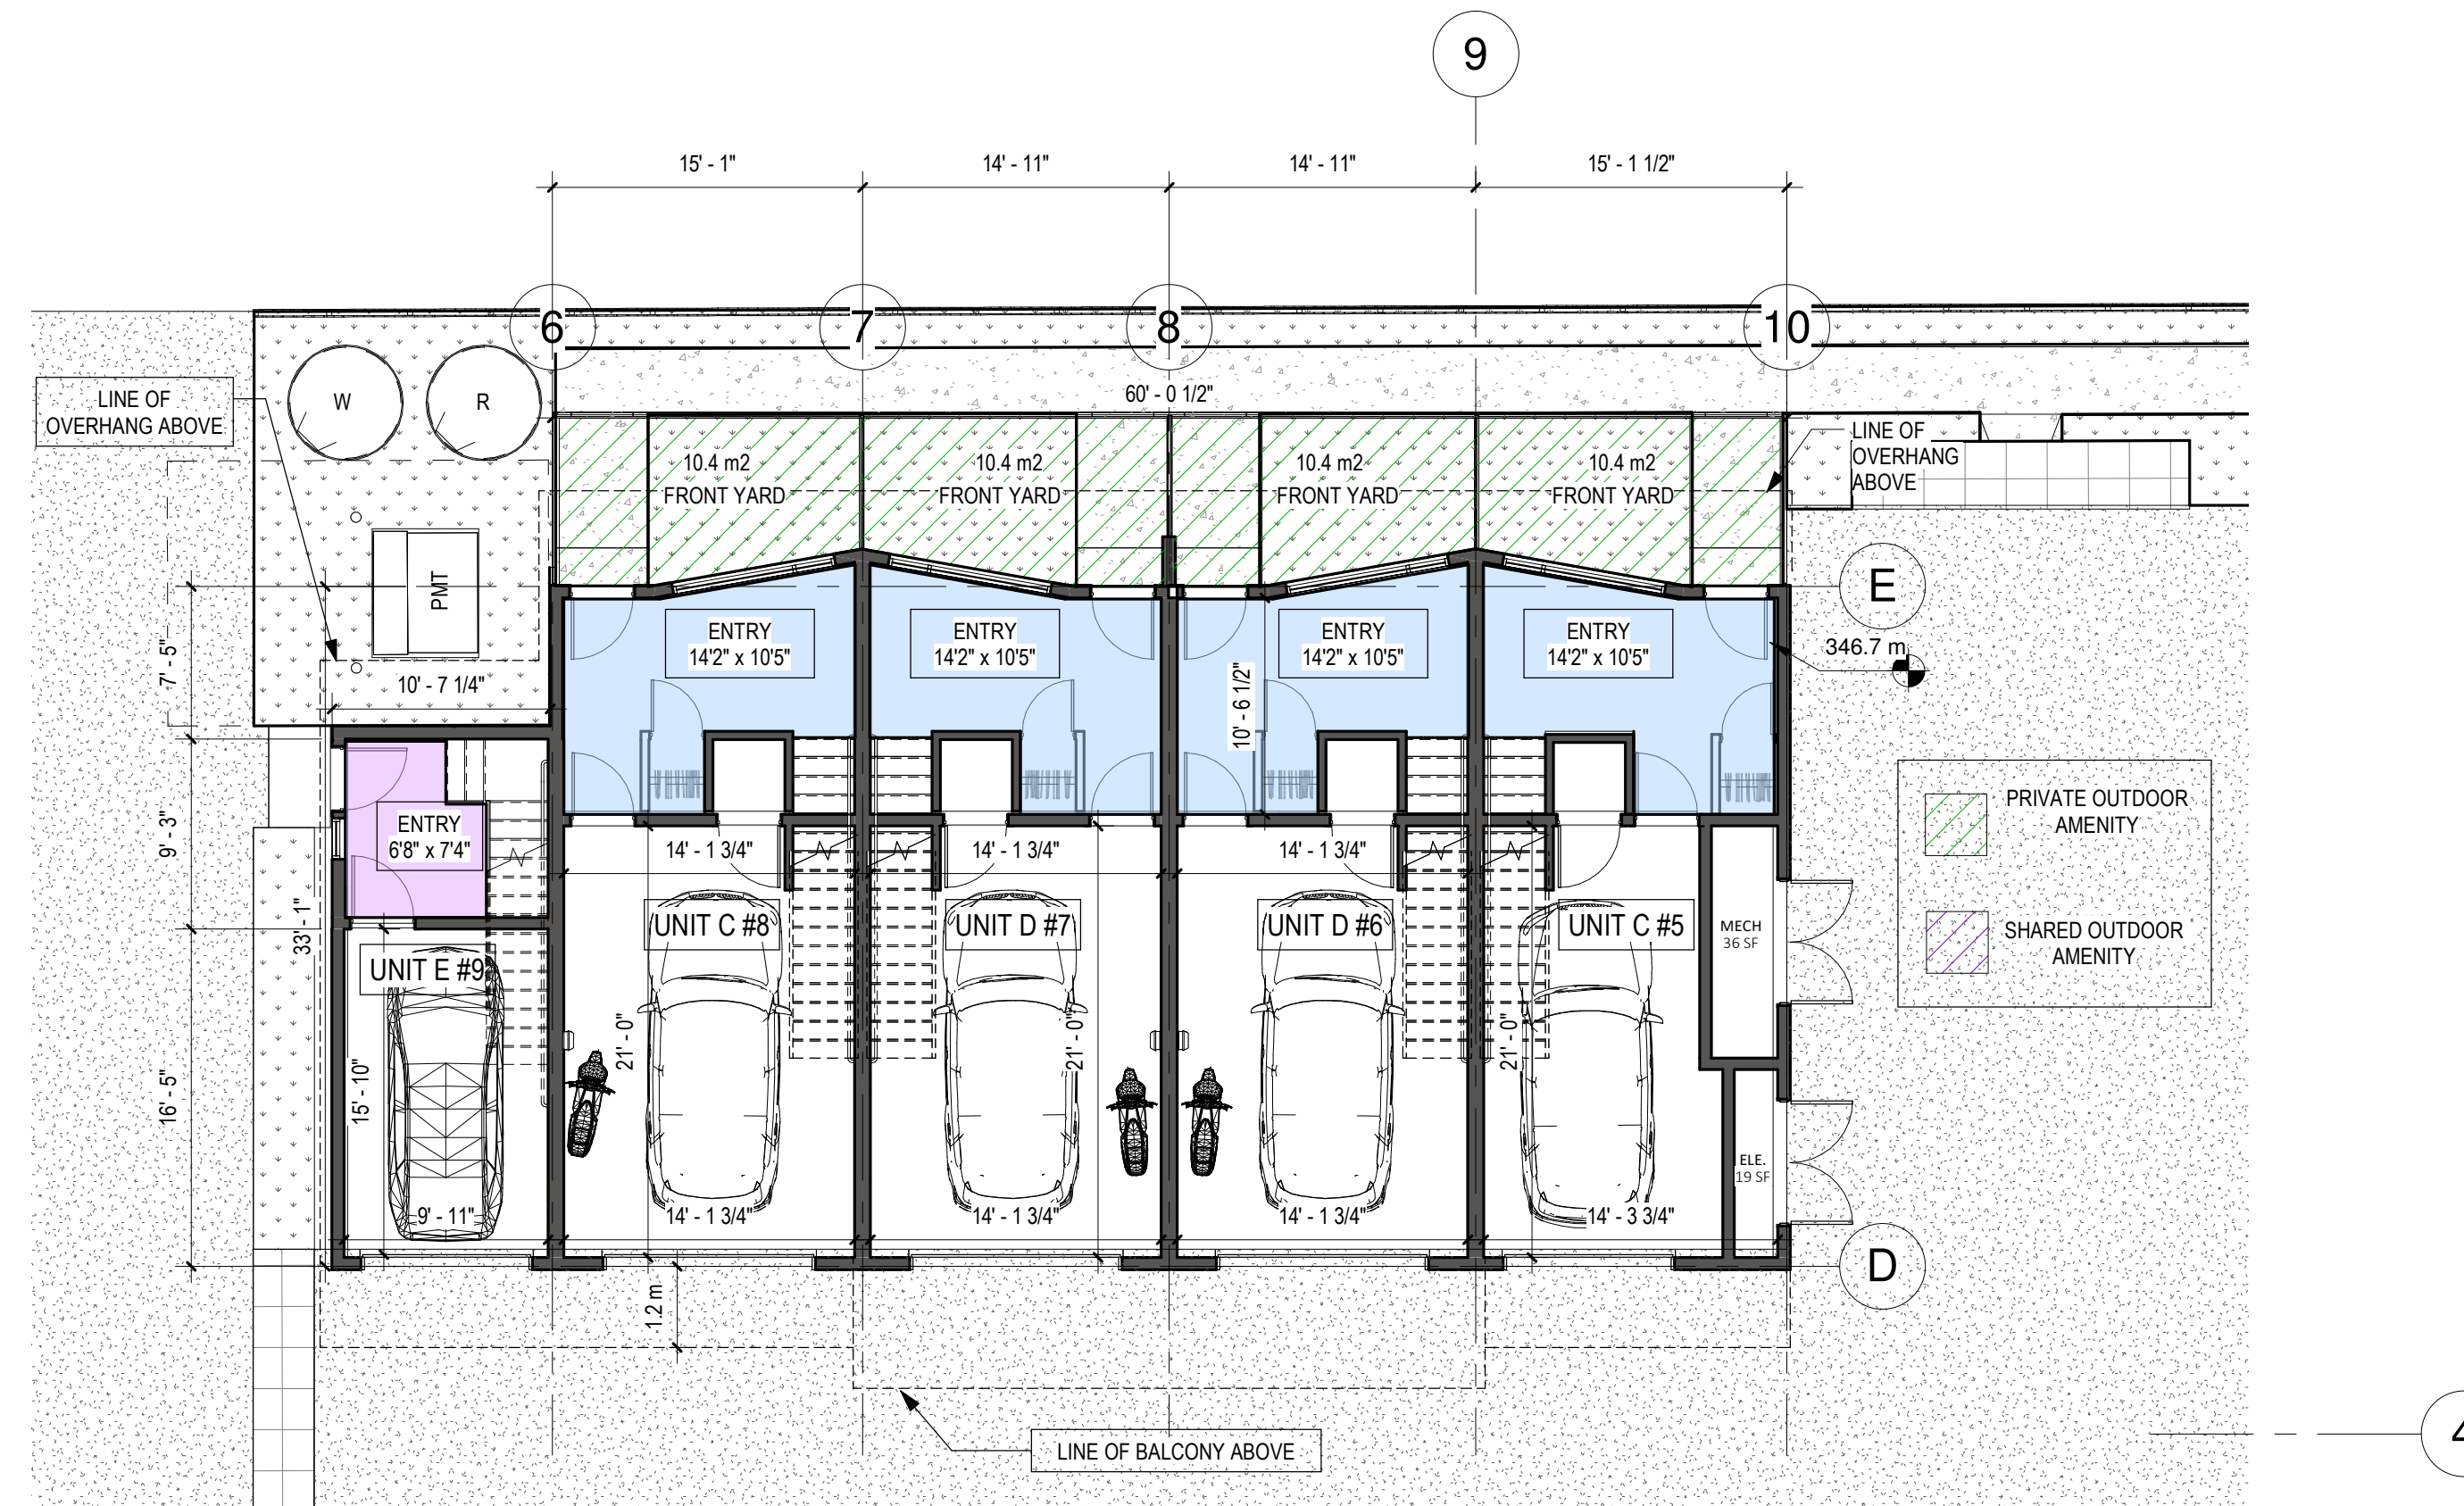 9
15' - 1"
14' - 11"
14' - 11"
15' - 1 1/2"
6
7
8
10
60' - 0 1/2"
LINE OF
OVERHANG ABOVE
W
R
LINE OF
OVERHANG
ABOVE
10.4 m2
FRONT YARD
10.4 m2
FRONT YARD
10.4 m2
FRONT YARD
10.4 m2
FRONT YARD
PMT
E
346.7 m
7' - 5"
10' - 7 1/4"
ENTRY
14'2" x 10'5"
ENTRY
14'2" x 10'5"
ENTRY
14'2" x 10'5"
ENTRY
14'2" x 10'5"
10' - 6 1/2"
9' - 3"
ENTRY
6'8" x 7'4"
14' - 1 3/4"
14' - 1 3/4"
14' - 1 3/4"
PRIVATE OUTDOOR
AMENITY
SHARED OUTDOOR
AMENITY
33' - 1"
UNIT E #9
UNIT C #8
UNIT D #7
UNIT D #6
UNIT C #5
MECH
36 SF
16' - 5"
15' - 10"
21' - 0"
21' - 0"
21' - 0"
ELE.
19 SF
9' - 11"
14' - 1 3/4"
14' - 1 3/4"
14' - 1 3/4"
14' - 3 3/4"
D
1.2 m
LINE OF BALCONY ABOVE
4